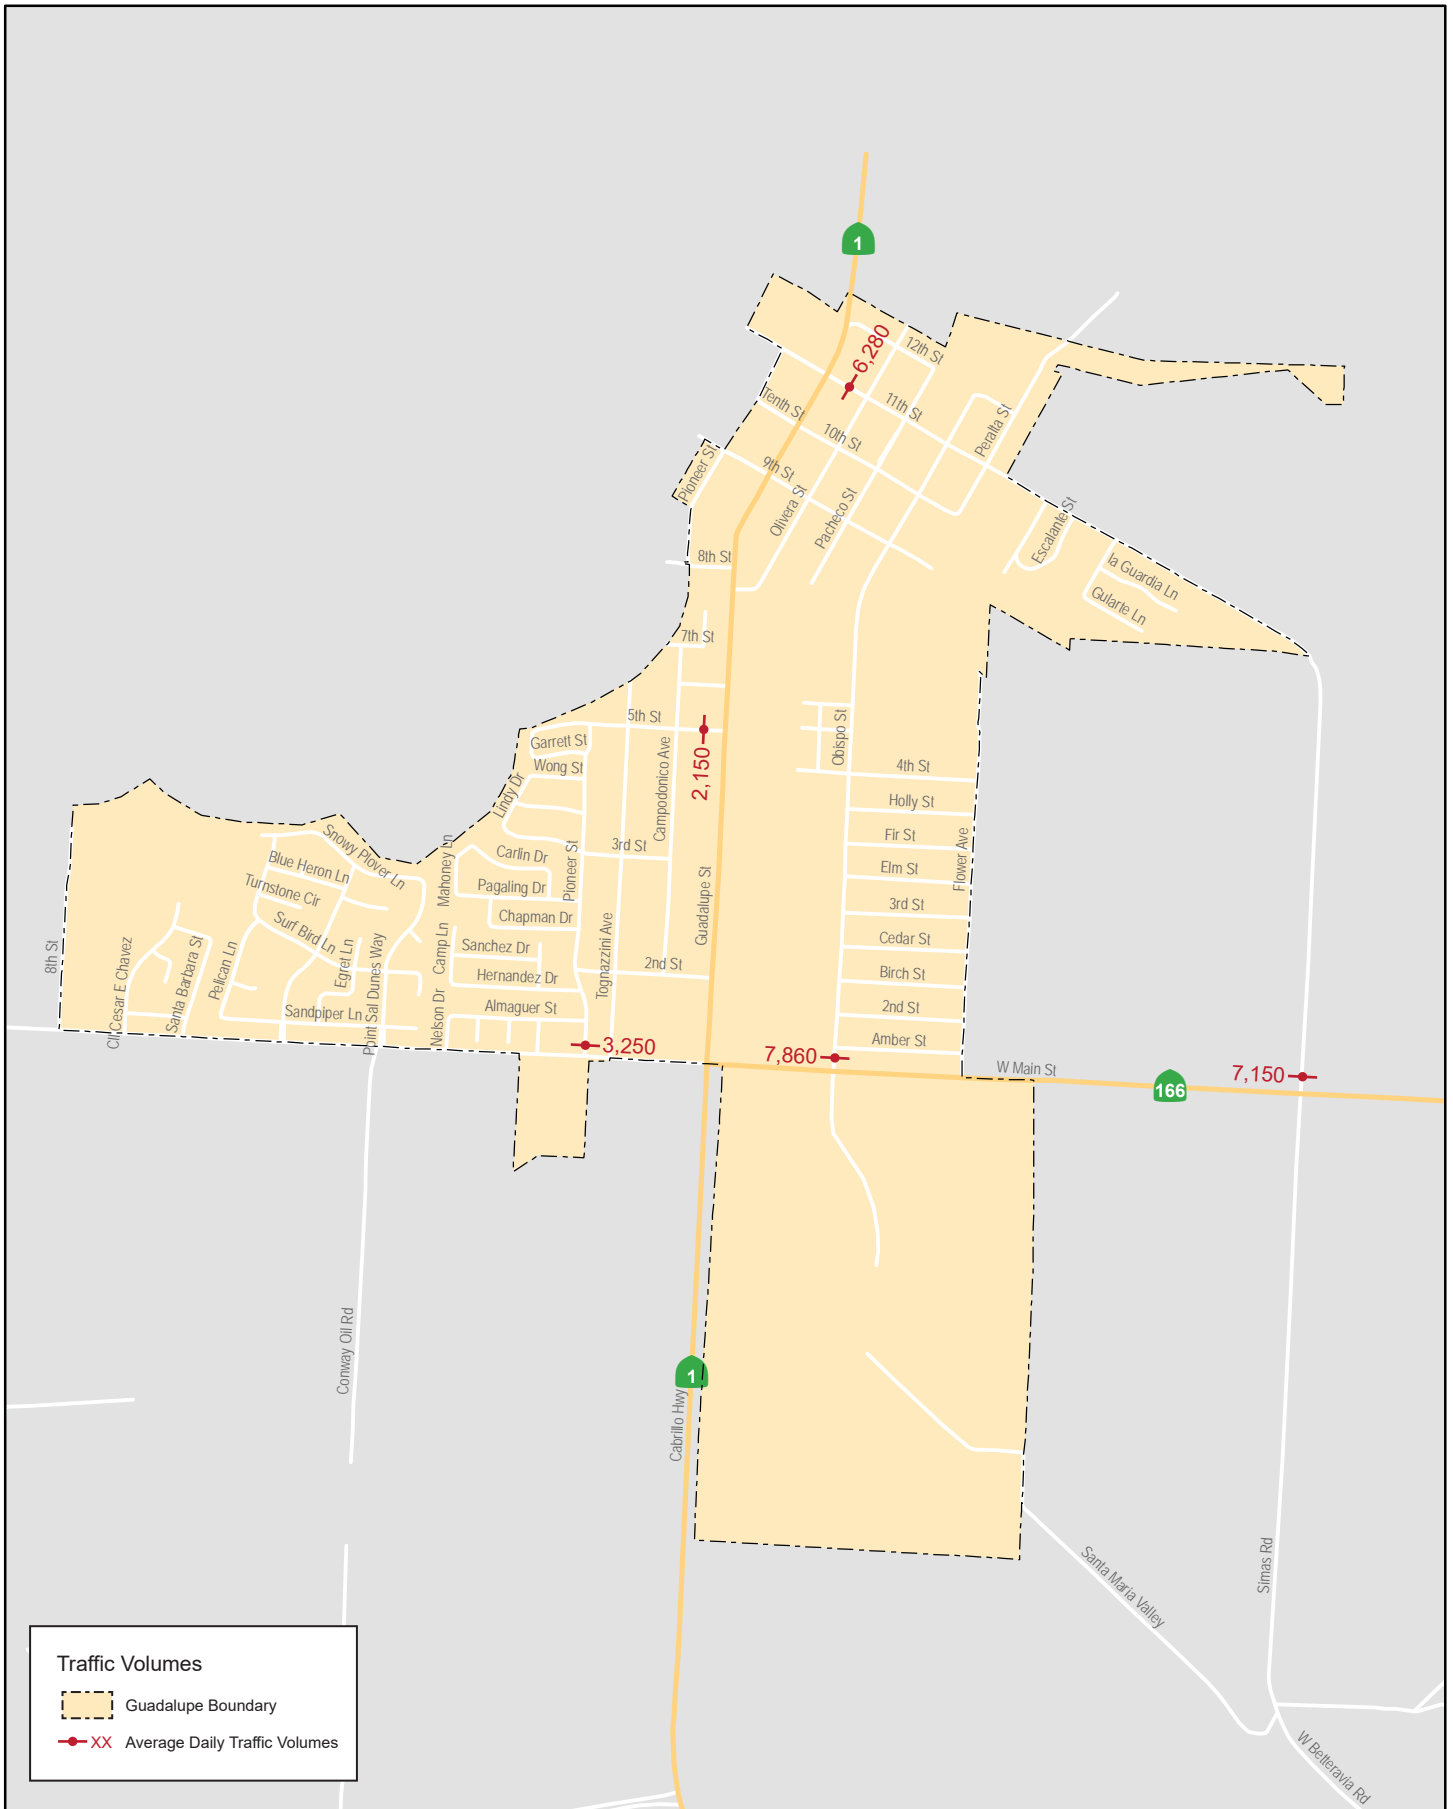 1
6,280
12th St
Tenth St
11th St
10th St
Peralta St
Pioneer St
9th St
Olivera St
Pacheco St
Escalante St
8th St
la Guardia Ln
Gularte Ln
7th St
5th St
Garrett St
Wong St
Lindy Dr
Campodonico Ave
2,150
Obispo St
4th St
Holly St
Fir St
Elm St
3rd St
Cedar St
Birch St
2nd St
Amber St
Flower Ave
Snowy Plover Ln
Blue Heron Ln
Turnstone Cir
Surf Bird Ln
Mahoney Ln
Carlin Dr
Pagaling Dr
Chapman Dr
Pioneer St
3rd St
Guadalupe St
8th St
Cll Cesar E Chavez
Santa Barbara St
Pelican Ln
Egret Ln
Sandpiper Ln
Point Sal Dunes Way
Camp Ln
Nelson Dr
Sanchez Dr
Hernandez Dr
Almaguer St
Tognazzini Ave
2nd St
3,250
7,860
W Main St
166
7,150
Conway Oil Rd
1
Cabrillo Hwy
Simas Rd
Santa Maria Valley
W Betteravia Rd
Traffic Volumes
Guadalupe Boundary
XX Average Daily Traffic Volumes